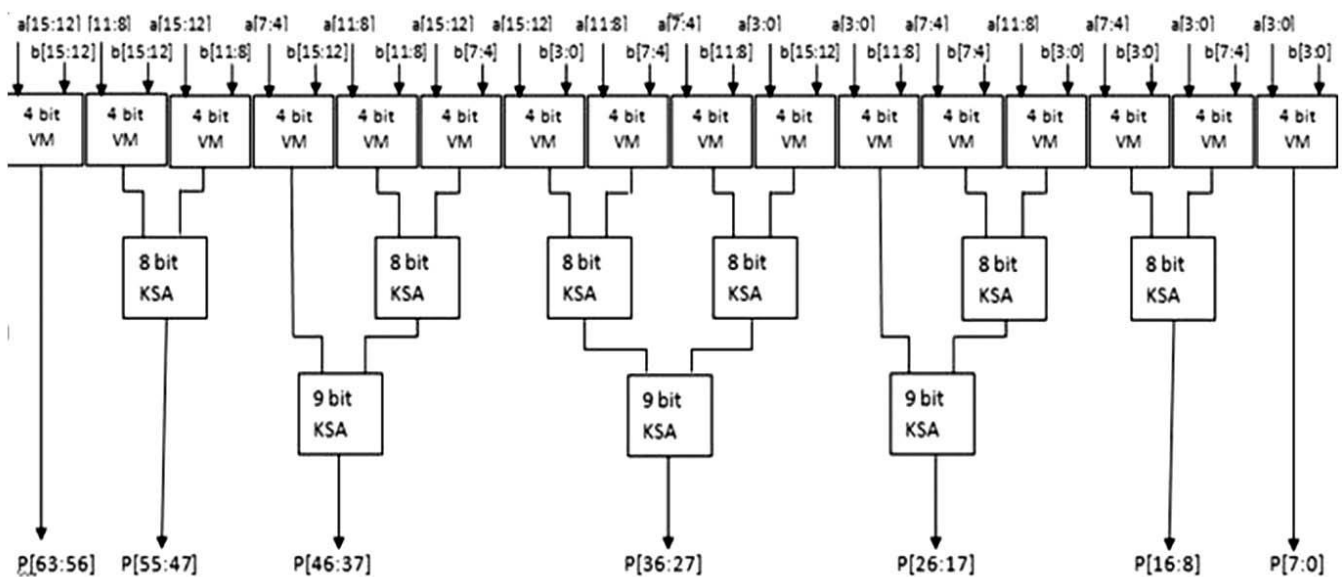 a[15:12] [11:8] a[15:12] a[7:4] a[11:8] a[15:12] a[15:12] a[11:8] a[7:4] a[3:0] a[3:0] a[7:4] a[11:8] a[7:4] a[3:0] a[3:0]
b[15:12] b[15:12] b[11:8] b[15:12] b[11:8] b[7:4] b[3:0] b[7:4] b[11:8] b[15:12] b[11:8] b[7:4] b[3:0] b[3:0] b[7:4] b[3:0]
4 bit 4 bit 4 bit 4 bit 4 bit 4 bit 4 bit 4 bit 4 bit 4 bit 4 bit 4 bit 4 bit 4 bit 4 bit 4 bit
VM VM VM VM VM VM VM VM VM VM VM VM VM VM VM VM
8 bit 8 bit 8 bit 8 bit 8 bit 8 bit
KSA KSA KSA KSA KSA KSA
9 bit 9 bit 9 bit
KSA KSA KSA
P[63:56] P[55:47] P[46:37] P[36:27] P[26:17] P[16:8] P[7:0]